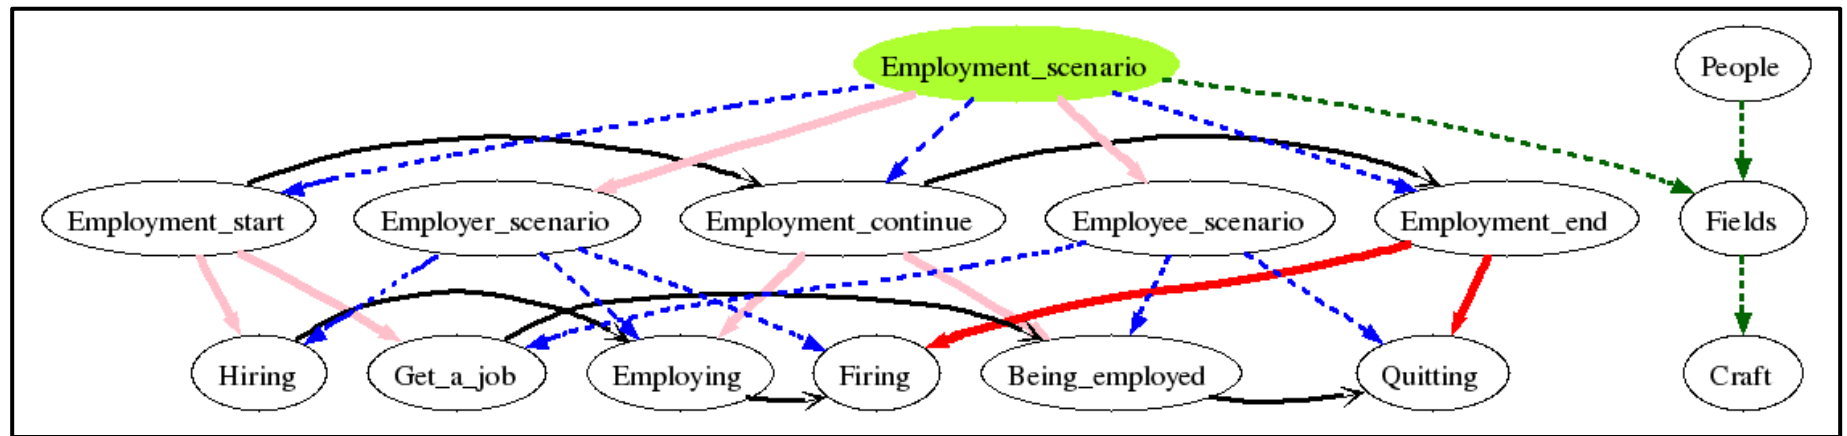 Employment_scenario
People
Employment_start
Employer_scenario
Employment_continue
Employee_scenario
Employment_end
Fields
Hiring
Get_a_job
Employing
Firing
Being_employed
Quitting
Craft